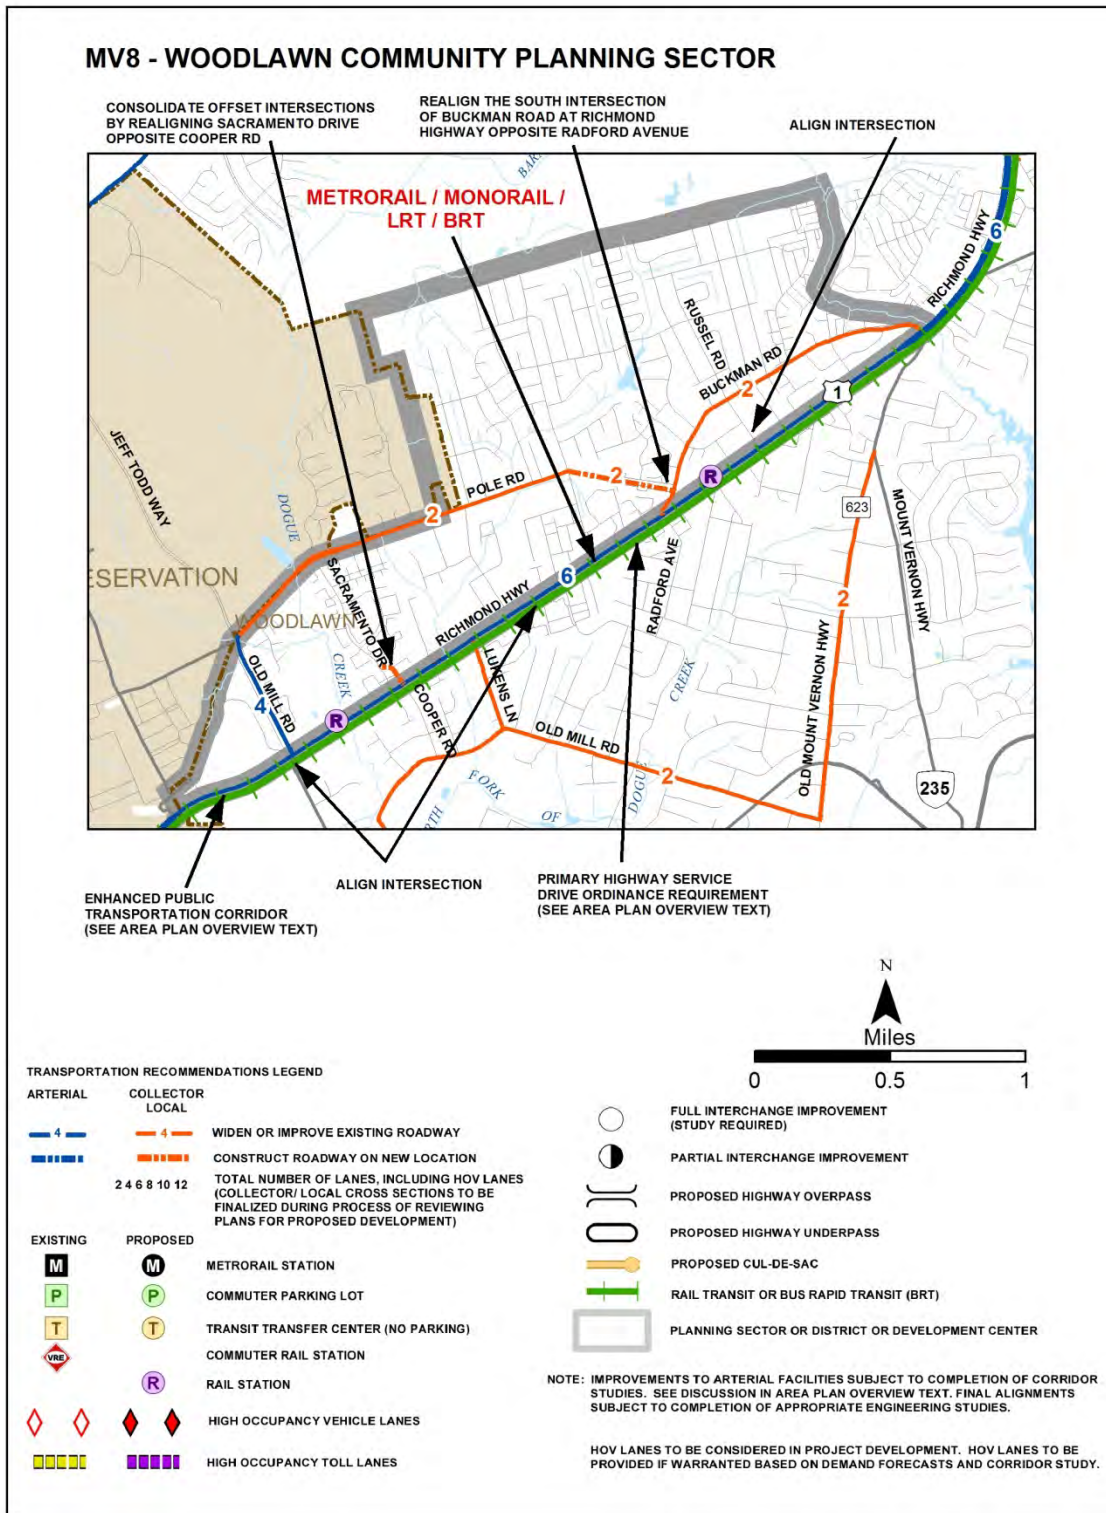 MV8 - WOODLAWN COMMUNITY PLANNING SECTOR
CONSOLIDATE OFFSET INTERSECTIONS
BY REALIGNING SACRAMENTO DRIVE
OPPOSITE COOPER RD
REALIGN THE SOUTH INTERSECTION
OF BUCKMAN ROAD AT RICHMOND
HIGHWAY OPPOSITE RADFORD AVENUE
ALIGN INTERSECTION
METRORAIL / MONORAIL /
LRT / BRT
RICHMOND HWY
6
RUSSEL RD
BUCKMAN RD
2
1
JEFF TODD WAY
DOGUE
POLE RD
2
2
R
623
MOUNT VERNON HWY
ESERVATION
WOODLAWN
SACRAMENTO DR
RICHMOND HWY
6
RADFORD AVE
2
OLD MOUNT VERNON HWY
OLD MILL RD
4
CREEK
R
COOPER RD
LUKENS LN
OLD MILL RD
2
CREEK
DOGUE
FORK
OF
RTH
235
ENHANCED PUBLIC
TRANSPORTATION CORRIDOR
(SEE AREA PLAN OVERVIEW TEXT)
ALIGN INTERSECTION
PRIMARY HIGHWAY SERVICE
DRIVE ORDINANCE REQUIREMENT
(SEE AREA PLAN OVERVIEW TEXT)
N
Miles
0 0.5 1
TRANSPORTATION RECOMMENDATIONS LEGEND
ARTERIAL COLLECTOR
LOCAL
4 4 WIDEN OR IMPROVE EXISTING ROADWAY
CONSTRUCT ROADWAY ON NEW LOCATION
2 4 6 8 10 12 TOTAL NUMBER OF LANES, INCLUDING HOV LANES
(COLLECTOR/ LOCAL CROSS SECTIONS TO BE
FINALIZED DURING PROCESS OF REVIEWING
PLANS FOR PROPOSED DEVELOPMENT)
EXISTING PROPOSED
M M METRORAIL STATION
P P COMMUTER PARKING LOT
T T TRANSIT TRANSFER CENTER (NO PARKING)
VRE COMMUTER RAIL STATION
R RAIL STATION
HIGH OCCUPANCY VEHICLE LANES
HIGH OCCUPANCY TOLL LANES
FULL INTERCHANGE IMPROVEMENT
(STUDY REQUIRED)
PARTIAL INTERCHANGE IMPROVEMENT
PROPOSED HIGHWAY OVERPASS
PROPOSED HIGHWAY UNDERPASS
PROPOSED CUL-DE-SAC
RAIL TRANSIT OR BUS RAPID TRANSIT (BRT)
PLANNING SECTOR OR DISTRICT OR DEVELOPMENT CENTER
NOTE: IMPROVEMENTS TO ARTERIAL FACILITIES SUBJECT TO COMPLETION OF CORRIDOR
STUDIES. SEE DISCUSSION IN AREA PLAN OVERVIEW TEXT. FINAL ALIGNMENTS
SUBJECT TO COMPLETION OF APPROPRIATE ENGINEERING STUDIES.
HOV LANES TO BE CONSIDERED IN PROJECT DEVELOPMENT. HOV LANES TO BE
PROVIDED IF WARRANTED BASED ON DEMAND FORECASTS AND CORRIDOR STUDY.